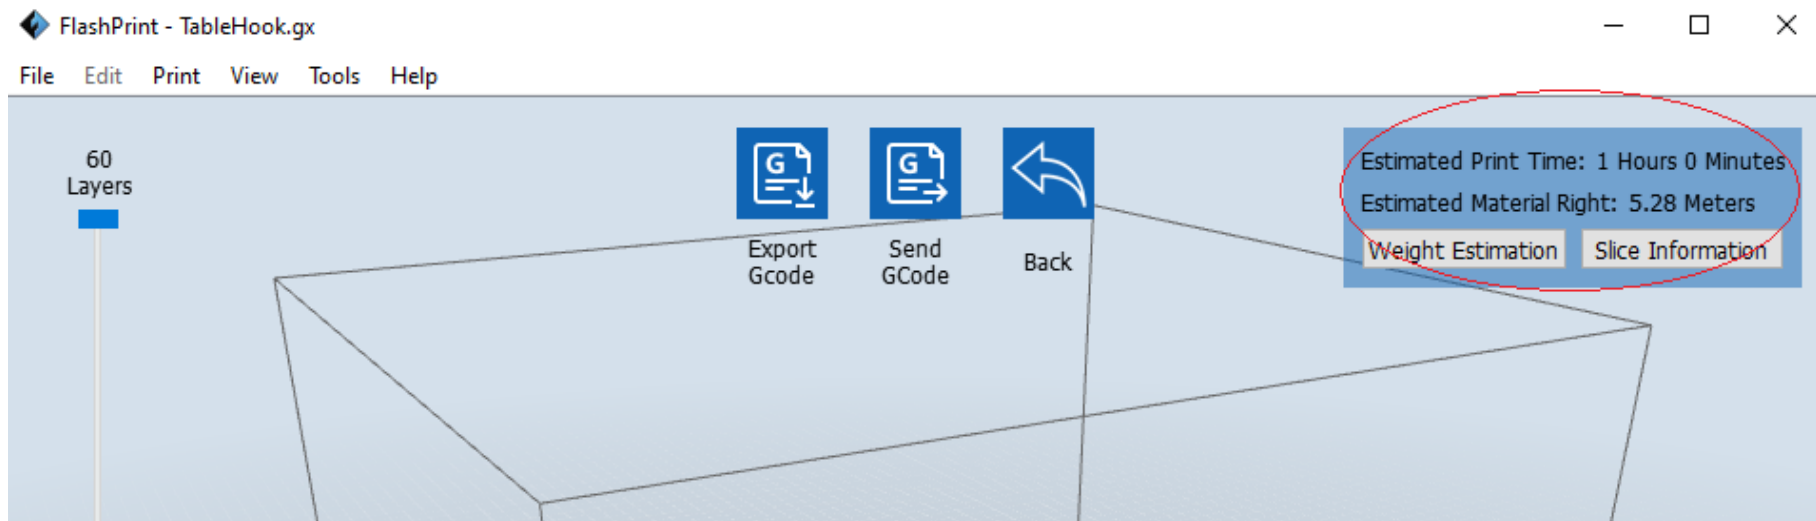 FlashPrint - TableHook.gx
File Edit Print View Tools Help
60
Layers
G
G
Export
Gcode
Send
GCode
Back
Estimated Print Time: 1 Hours 0 Minutes
Estimated Material Right: 5.28 Meters
Weight Estimation Slice Information